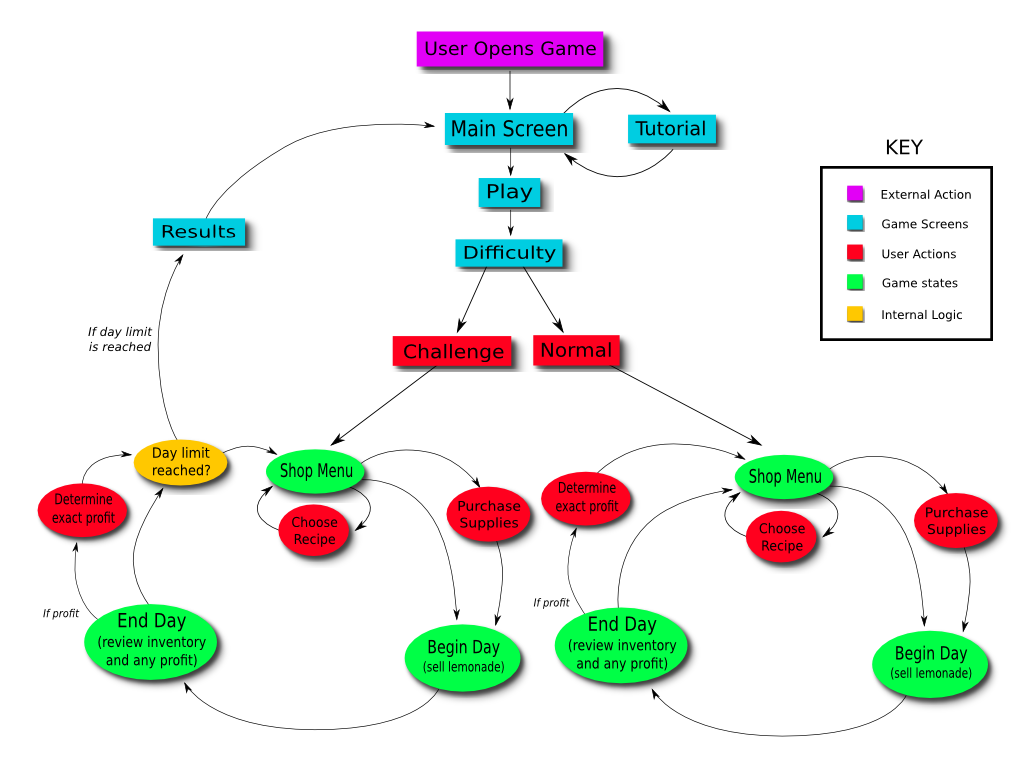 User Opens Game
Main Screen
Tutorial
Play
Results
Difficulty
KEY
External Action
Game Screens
User Actions
Game states
Internal Logic
If day limit
is reached
Challenge
Normal
Day limit
reached?
Shop Menu
Determine
exact profit
Purchase
Supplies
Choose
Recipe
If profit
End Day
(review inventory
and any profit)
Begin Day
(sell lemonade)
Shop Menu
Determine
exact profit
Purchase
Supplies
Choose
Recipe
If profit
End Day
(review inventory
and any profit)
Begin Day
(sell lemonade)